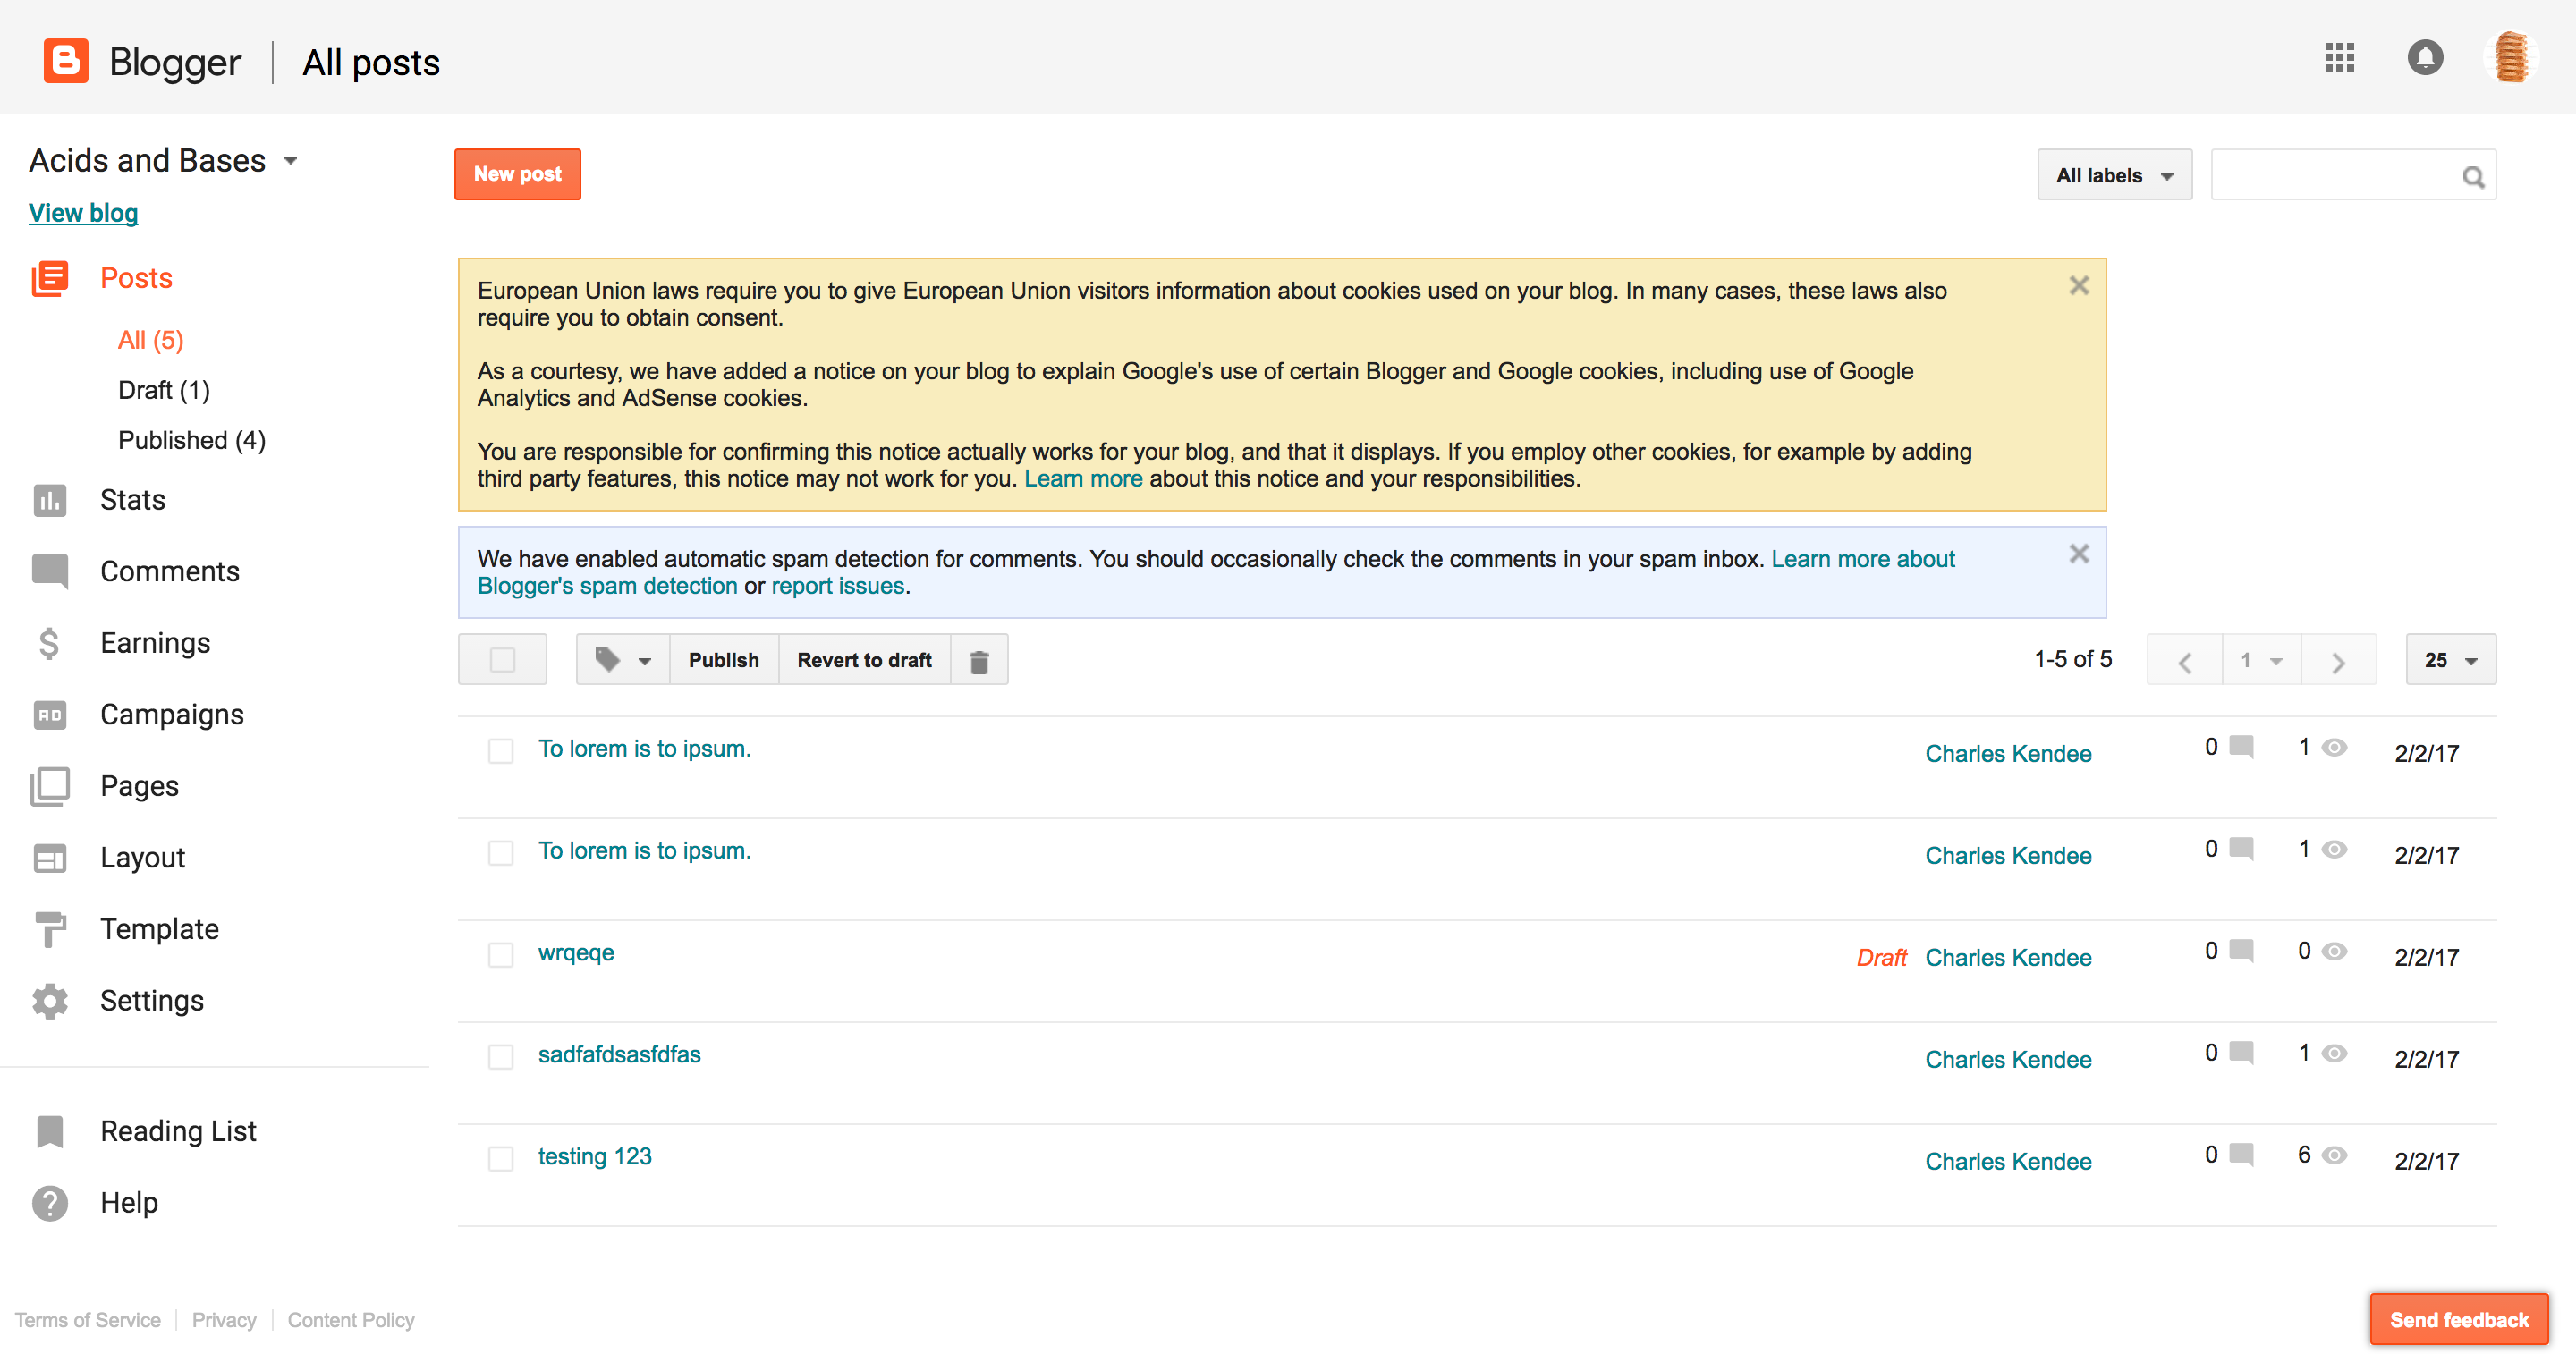 Blogger | All posts
Acids and Bases
View blog
Posts
All (5)
Draft (1)
Published (4)
Stats
Comments
Earnings
AD Campaigns
Pages
Layout
Template
Settings
Reading List
Help
Terms of Service | Privacy | Content Policy
New post
All labels
European Union laws require you to give European Union visitors information about cookies used on your blog. In many cases, these laws also
require you to obtain consent.
As a courtesy, we have added a notice on your blog to explain Google's use of certain Blogger and Google cookies, including use of Google
Analytics and AdSense cookies.
You are responsible for confirming this notice actually works for your blog, and that it displays. If you employ other cookies, for example by adding
third party features, this notice may not work for you. Learn more about this notice and your responsibilities.
We have enabled automatic spam detection for comments. You should occasionally check the comments in your spam inbox. Learn more about
Blogger's spam detection or report issues.
Publish Revert to draft 1-5 of 5 1 25
To lorem is to ipsum. Charles Kendee 0 1 2/2/17
To lorem is to ipsum. Charles Kendee 0 1 2/2/17
wrqeqe Draft Charles Kendee 0 0 2/2/17
sadfafdsasfdfas Charles Kendee 0 1 2/2/17
testing 123 Charles Kendee 0 6 2/2/17
Send feedback